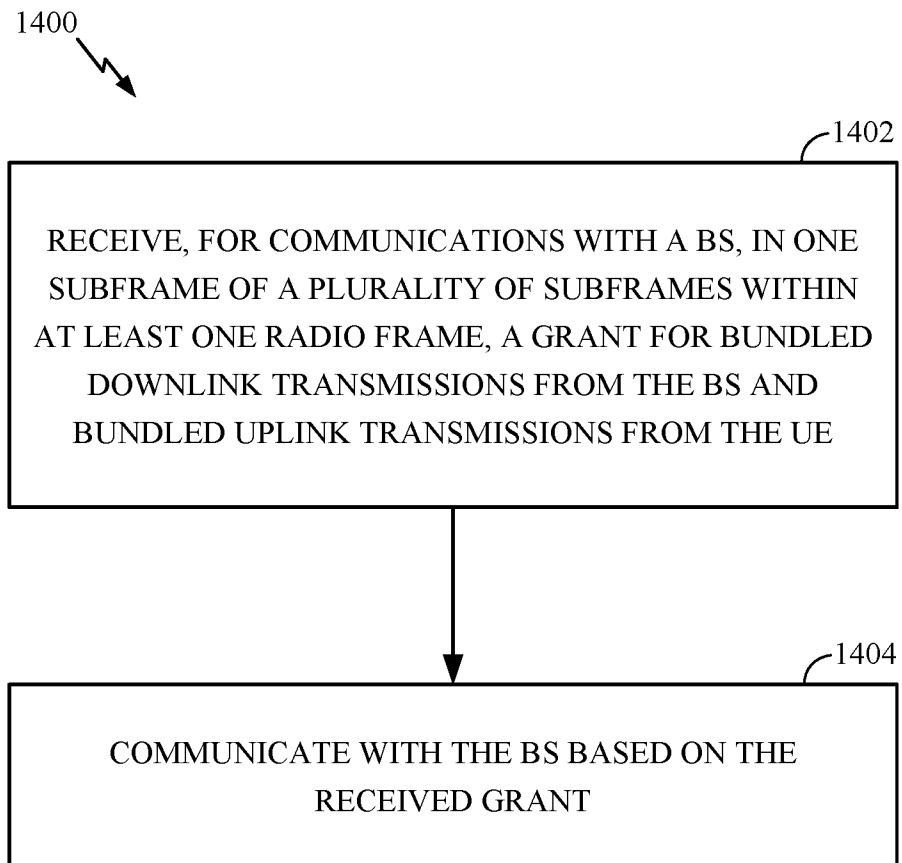 1400
1402
RECEIVE, FOR COMMUNICATIONS WITH A BS, IN ONE
SUBFRAME OF A PLURALITY OF SUBFRAMES WITHIN
AT LEAST ONE RADIO FRAME, A GRANT FOR BUNDLED
DOWNLINK TRANSMISSIONS FROM THE BS AND
BUNDLED UPLINK TRANSMISSIONS FROM THE UE
1404
COMMUNICATE WITH THE BS BASED ON THE
RECEIVED GRANT